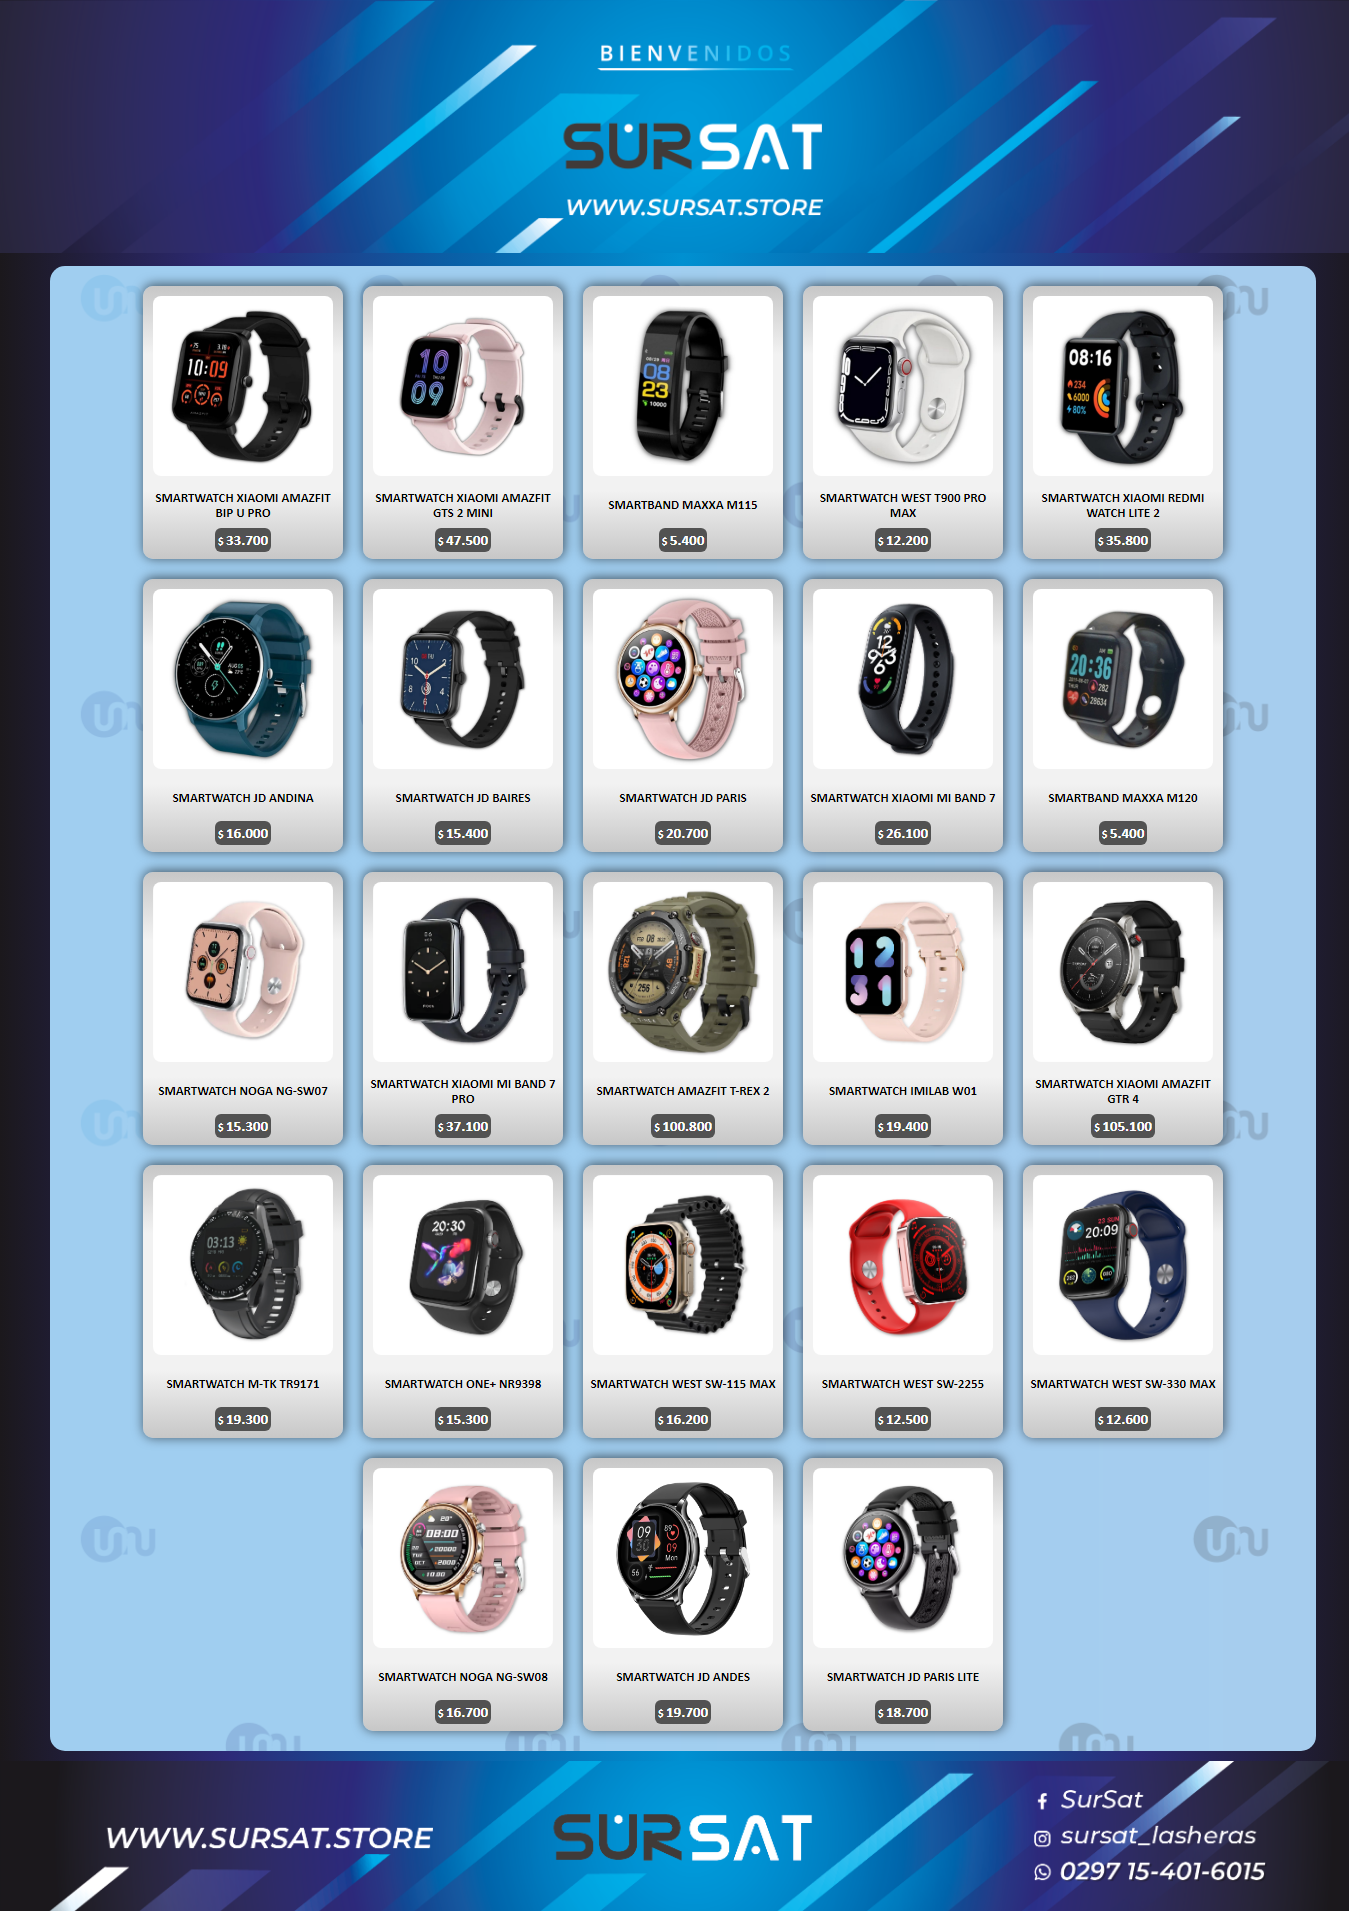 BIENVENIDOS
SURSAT
WWW.SURSAT.STORE
SMARTWATCH XIAOMI AMAZFIT
BIP U PRO
$ 33.700
SMARTWATCH XIAOMI AMAZFIT
GTS 2 MINI
$ 47.500
SMARTBAND MAXXA M115
$ 5.400
SMARTWATCH WEST T900 PRO
MAX
$ 12.200
SMARTWATCH XIAOMI REDMI
WATCH LITE 2
$ 35.800
SMARTWATCH JD ANDINA
$ 16.000
SMARTWATCH JD BAIRES
$ 15.400
SMARTWATCH JD PARIS
$ 20.700
SMARTWATCH XIAOMI MI BAND 7
$ 26.100
SMARTBAND MAXXA M120
$ 5.400
SMARTWATCH NOGA NG-SW07
$ 15.300
SMARTWATCH XIAOMI MI BAND 7
PRO
$ 37.100
SMARTWATCH AMAZFIT T-REX 2
$ 100.800
SMARTWATCH IMILAB W01
$ 19.400
SMARTWATCH XIAOMI AMAZFIT
GTR 4
$ 105.100
SMARTWATCH M-TK TR9171
$ 19.300
SMARTWATCH ONE+ NR9398
$ 15.300
SMARTWATCH WEST SW-115 MAX
$ 16.200
SMARTWATCH WEST SW-2255
$ 12.500
SMARTWATCH WEST SW-330 MAX
$ 12.600
SMARTWATCH NOGA NG-SW08
$ 16.700
SMARTWATCH JD ANDES
$ 19.700
SMARTWATCH JD PARIS LITE
$ 18.700
WWW.SURSAT.STORE
SURSAT
SurSat
sursat_lasheras
0297 15-401-6015